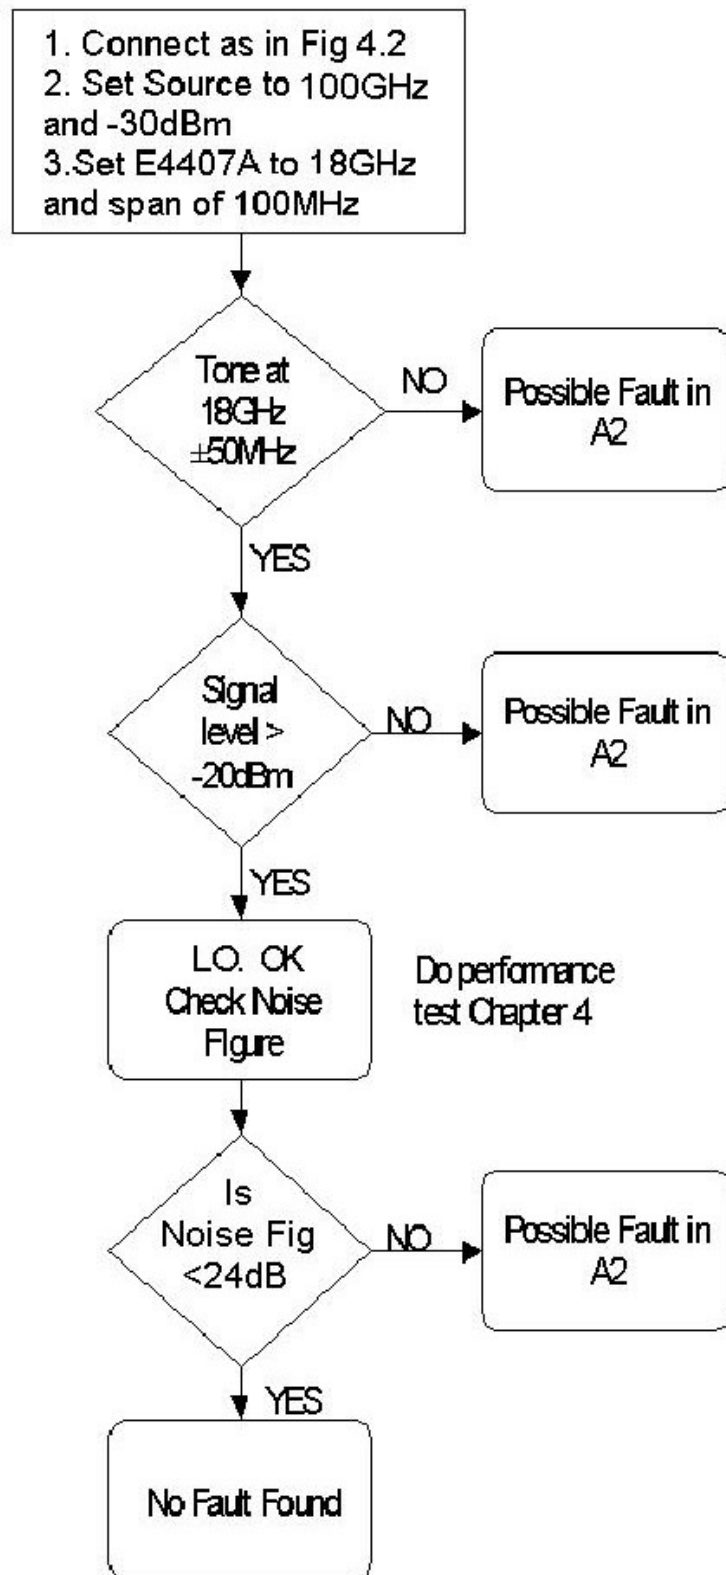 1. Connect as in Fig 4.2
2. Set Source to 100GHz
and -30dBm
3.Set E4407A to 18GHz
and span of 100MHz
Tone at
18GHz
±50MHz
NO
Possible Fault in
A2
YES
Signal
level >
-20dBm
NO
Possible Fault in
A2
YES
LO. OK
Check Noise
FIgure
Do performance
test Chapter 4
Is
Noise Fig
<24dB
NO
Possible Fault in
A2
YES
No Fault Found